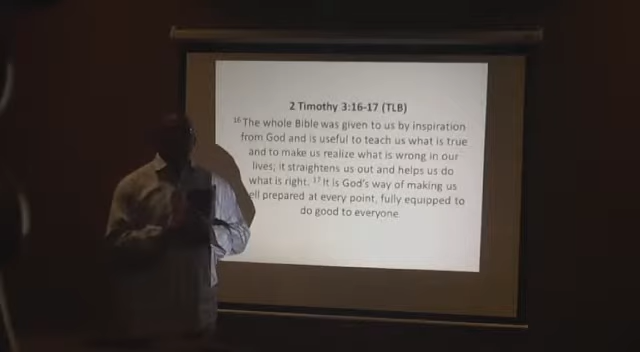 2 Timothy 3:16-17 (TLB)
16 The whole Bible was given to us by inspiration
from God and is useful to teach us what is true
and to make us realize what is wrong in our
lives; it straightens us out and helps us do
what is right. 17 It is God's way of making us
ell prepared at every point, fully equipped to
do good to everyone.